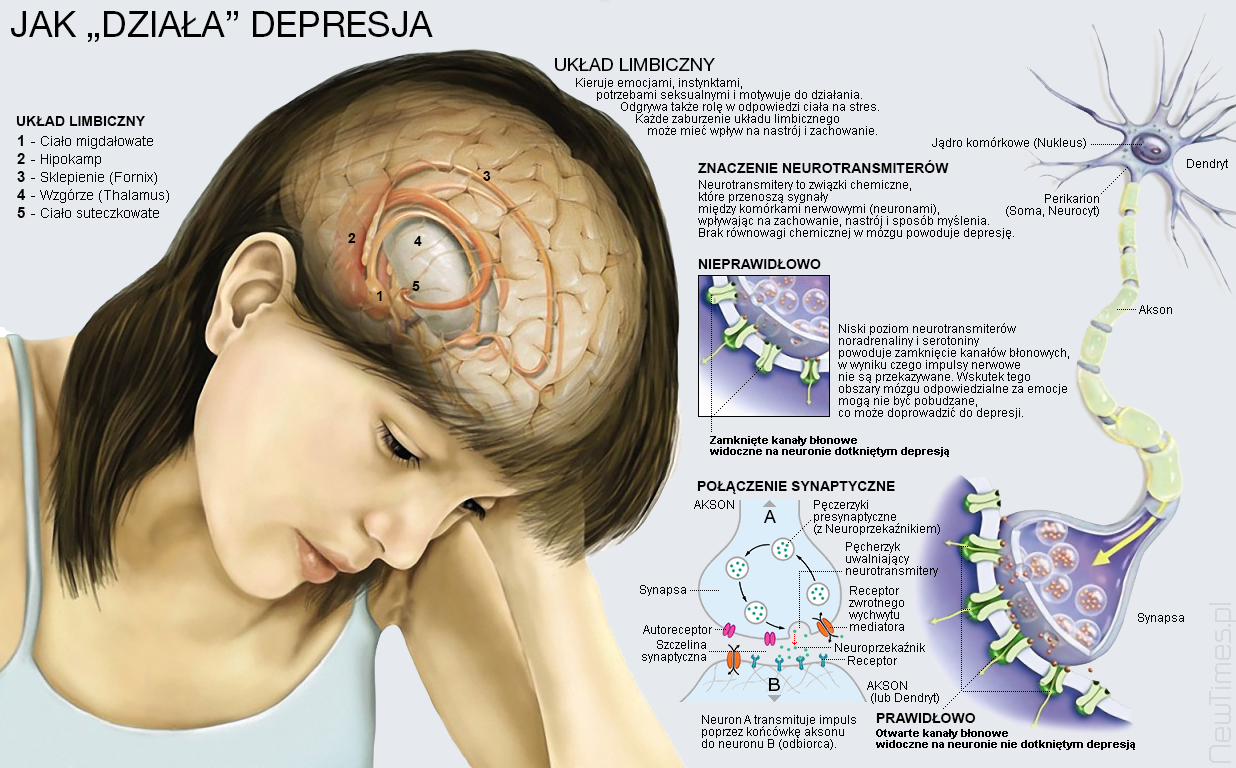 JAK „DZIAŁA” DEPRESJA
UKŁAD LIMBICZNY
1 - Ciało migdałowate
2 - Hipokamp
3 - Sklepienie (Fornix)
4 - Wzgórze (Thalamus)
5 - Ciało suteczkowate
3
2
4
5
1
UKŁAD LIMBICZNY
Kieruje emocjami, instynktami,
potrzebami seksualnymi i motywuje do działania.
Odgrywa także rolę w odpowiedzi ciała na stres.
Każde zaburzenie układu limbicznego
może mieć wpływ na nastrój i zachowanie.
ZNACZENIE NEUROTRANSMITERÓW
Neurotransmitery to związki chemiczne,
które przenoszą sygnały
między komórkami nerwowymi (neuronami),
wpływając na zachowanie, nastrój i sposób myślenia.
Brak równowagi chemicznej w mózgu powoduje depresję.
NIEPRAWIDŁOWO
Niski poziom neurotransmiterów
noradrenaliny i serotoniny
powoduje zamknięcie kanałów błonowych,
w wyniku czego impulsy nerwowe
nie są przekazywane. Wskutek tego
obszary mózgu odpowiedzialne za emocje
mogą nie być pobudzane,
co może doprowadzić do depresji.
Zamknięte kanały błonowe
widoczne na neuronie dotkniętym depresją
POŁĄCZENIE SYNAPTYCZNE
AKSON
A
Pęczerzyki
presynaptyczne
(z Neuroprzekaźnikiem)
Pęcherzyk
uwalniający
neurotransmitery
Synapsa
Receptor
zwrotnego
wychwytu
mediatora
Autoreceptor
Szczelina
synaptyczna
Neuroprzekaźnik
Receptor
B
AKSON
(lub Dendryt)
Neuron A transmituje impuls
poprzez końcówkę aksonu
do neuronu B (odbiorca).
Jądro komórkowe (Nukleus)
Dendryt
Perikarion
(Soma, Neurocyt)
Akson
Synapsa
PRAWIDŁOWO
Otwarte kanały błonowe
widoczne na neuronie nie dotkniętym depresją
NewTimes.pl